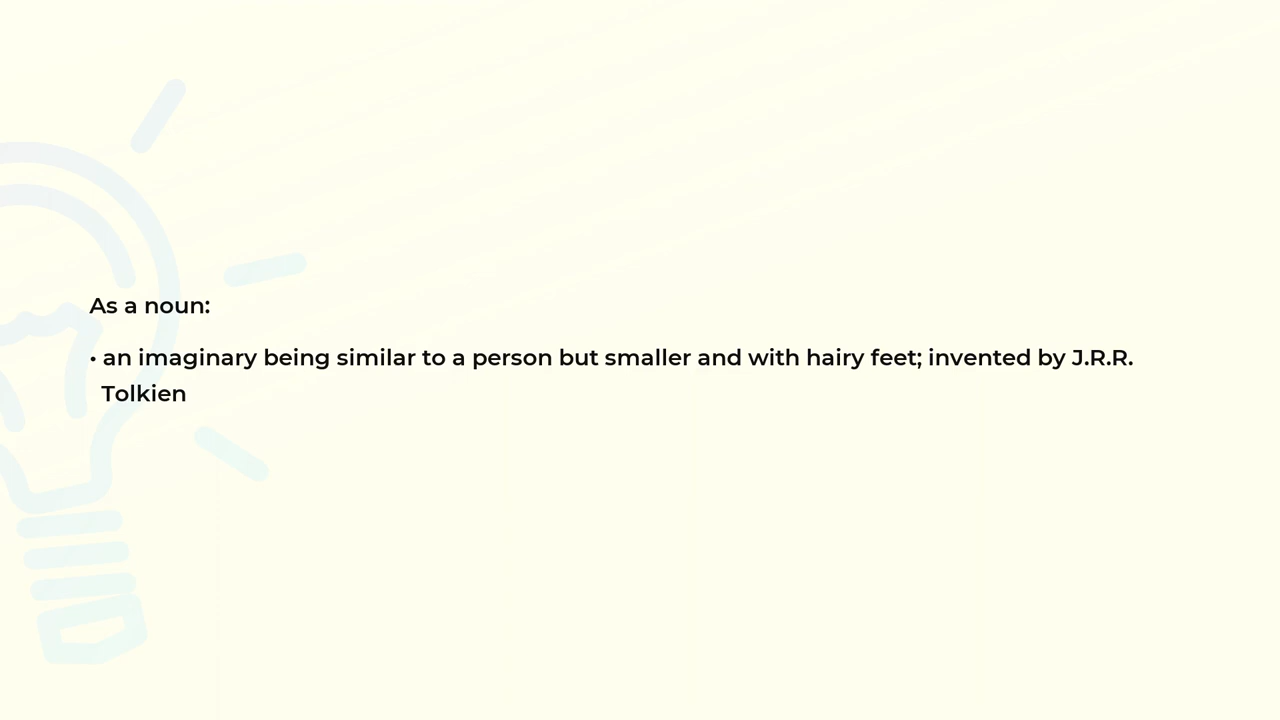 As a noun:
• an imaginary being similar to a person but smaller and with hairy feet; invented by J.R.R.
Tolkien